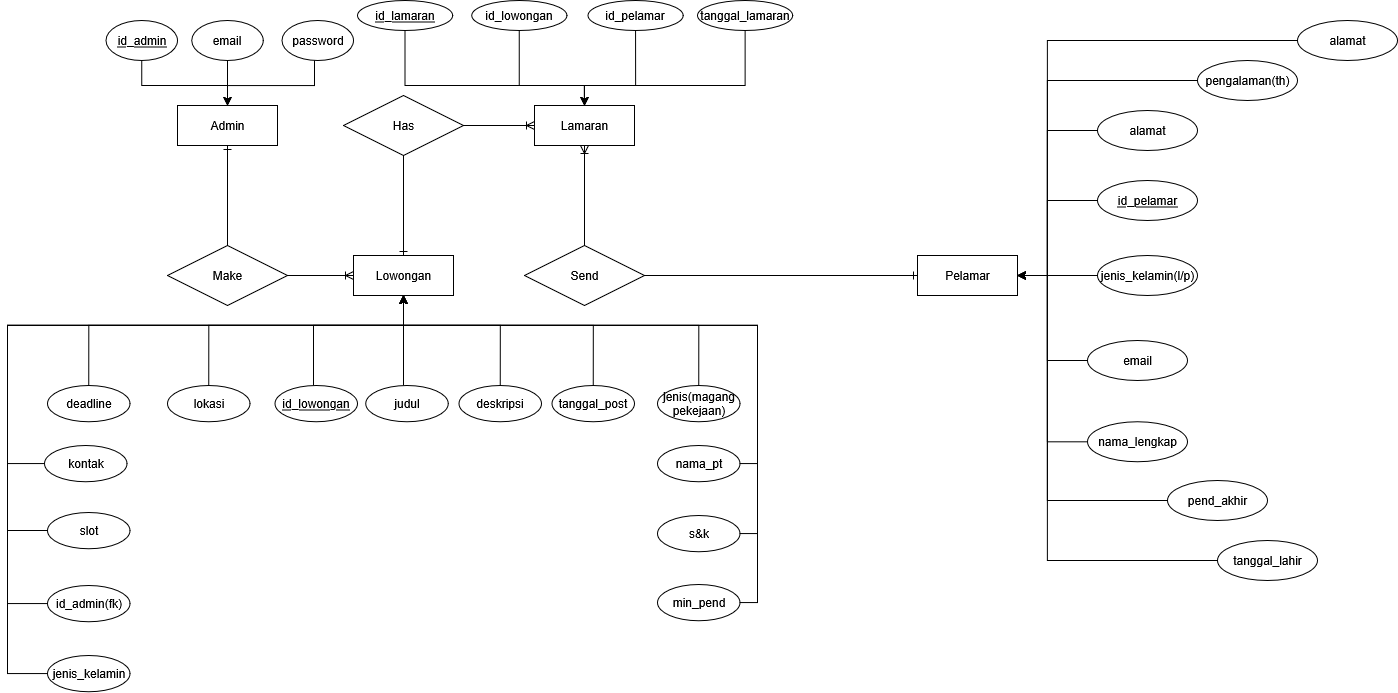 id_lamaran
id_lowongan
id_pelamar
tanggal_lamaran
id_admin
email
password
alamat
pengalaman(th)
Admin
Has
Lamaran
alamat
id_pelamar
Make
Lowongan
Send
Pelamar
jenis_kelamin(l/p)
email
deadline
lokasi
id_lowongan
judul
deskripsi
tanggal_post
jenis(magang
pekejaan)
nama_lengkap
kontak
nama_pt
pend_akhir
slot
s&k
tanggal_lahir
id_admin(fk)
min_pend
jenis_kelamin